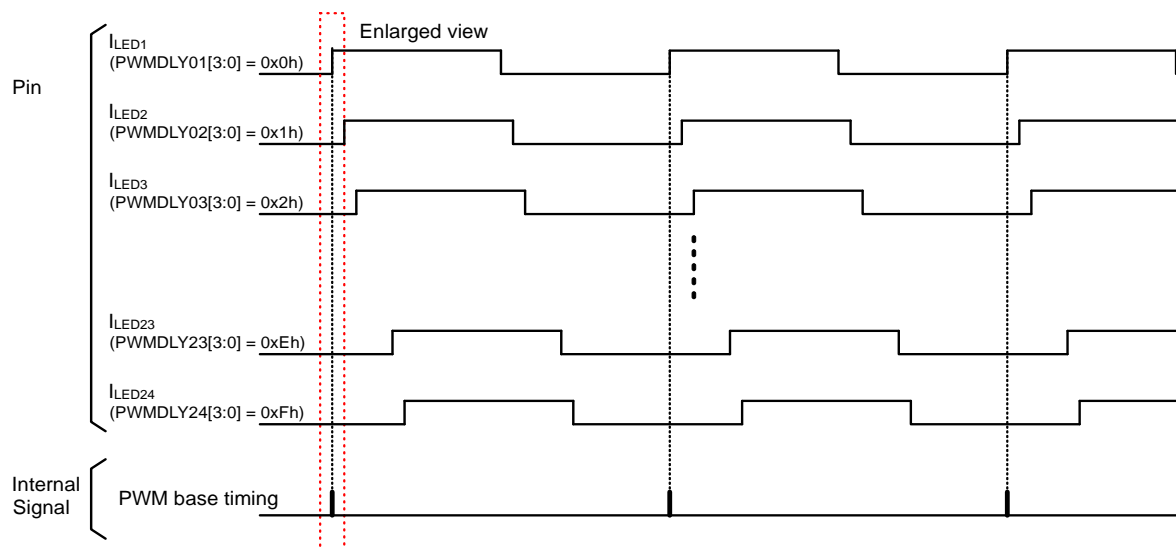 Enlarged view
Pin
ILED1
(PWMDLY01[3:0] = 0x0h)
ILED2
(PWMDLY02[3:0] = 0x1h)
ILED3
(PWMDLY03[3:0] = 0x2h)
ILED23
(PWMDLY23[3:0] = 0xEh)
ILED24
(PWMDLY24[3:0] = 0xFh)
Internal
Signal
PWM base timing